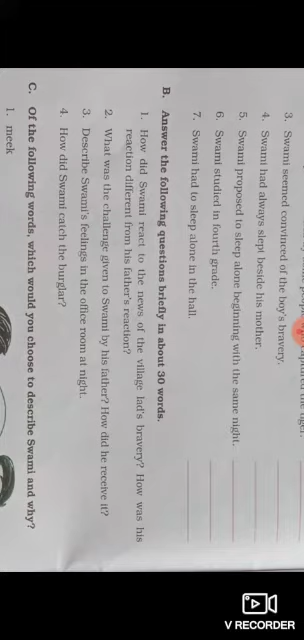 3. Swami seemed convinced of the boy's bravery.
4. Swami had always slept beside his mother.
5. Swami proposed to sleep alone beginning with the same night.
6. Swami studied in fourth grade.
7. Swami had to sleep alone in the hall.
B. Answer the following questions briefly in about 30 words.
1. How did Swami react to the news of the village lad's bravery? How was his
reaction different from his father's reaction?
2. What was the challenge given to Swami by his father? How did he receive it?
3. Describe Swami's feelings in the office room at night.
4. How did Swami catch the burglar?
C. Of the following words, which would you choose to describe Swami and why?
1. meek
V RECORDER